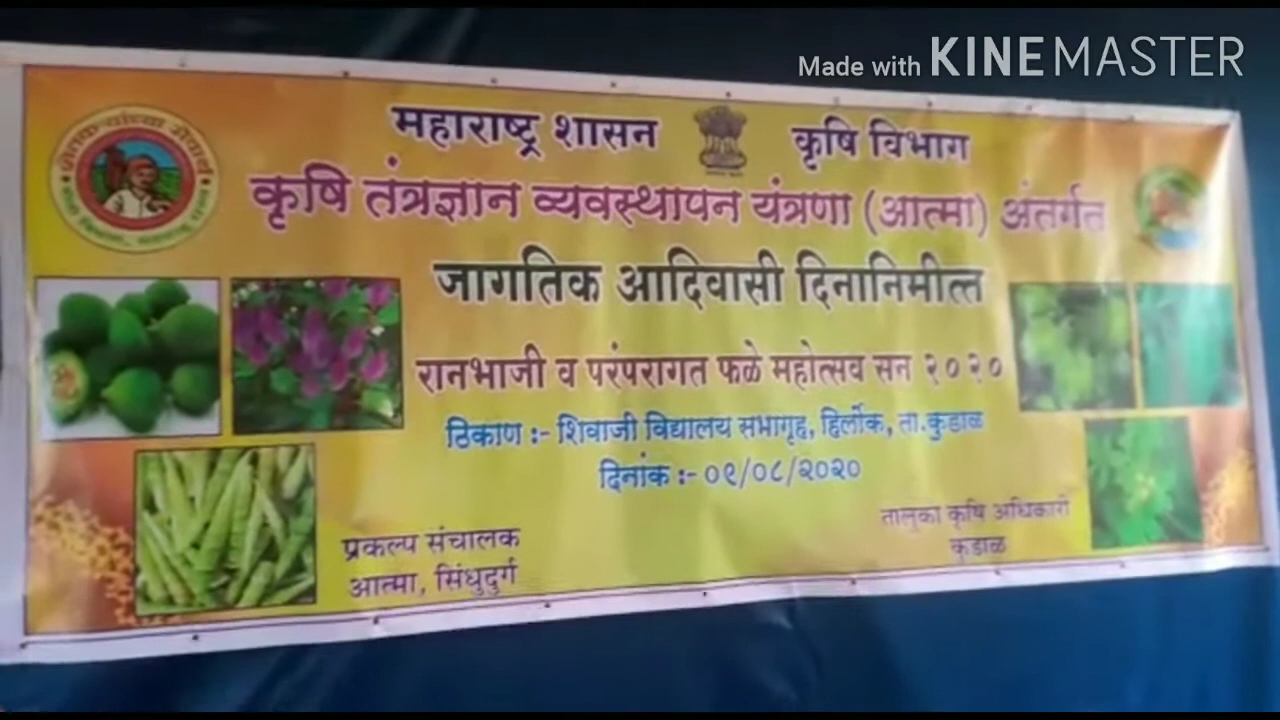 Made with KINEMASTER
महाराष्ट्र शासन कृषि विभाग
कृषि तंत्रज्ञान व्यवस्थापन यंत्रणा (आत्मा) अंतर्गत
जागतिक आदिवासी दिनानिमीत्त
रानभाजी व परंपरागत फळे महोत्सव सन २०२०
ठिकाण :- शिवाजी विद्यालय सभागृह, हिर्लोक, ता.कुडाळ
दिनांक :- ०९/०८/२०२०
प्रकल्प संचालक
आत्मा, सिंधुदुर्ग
तालुका कृषि अधिकारी
कुडाळ
शेतकऱ्यांच्या सेवार्थ